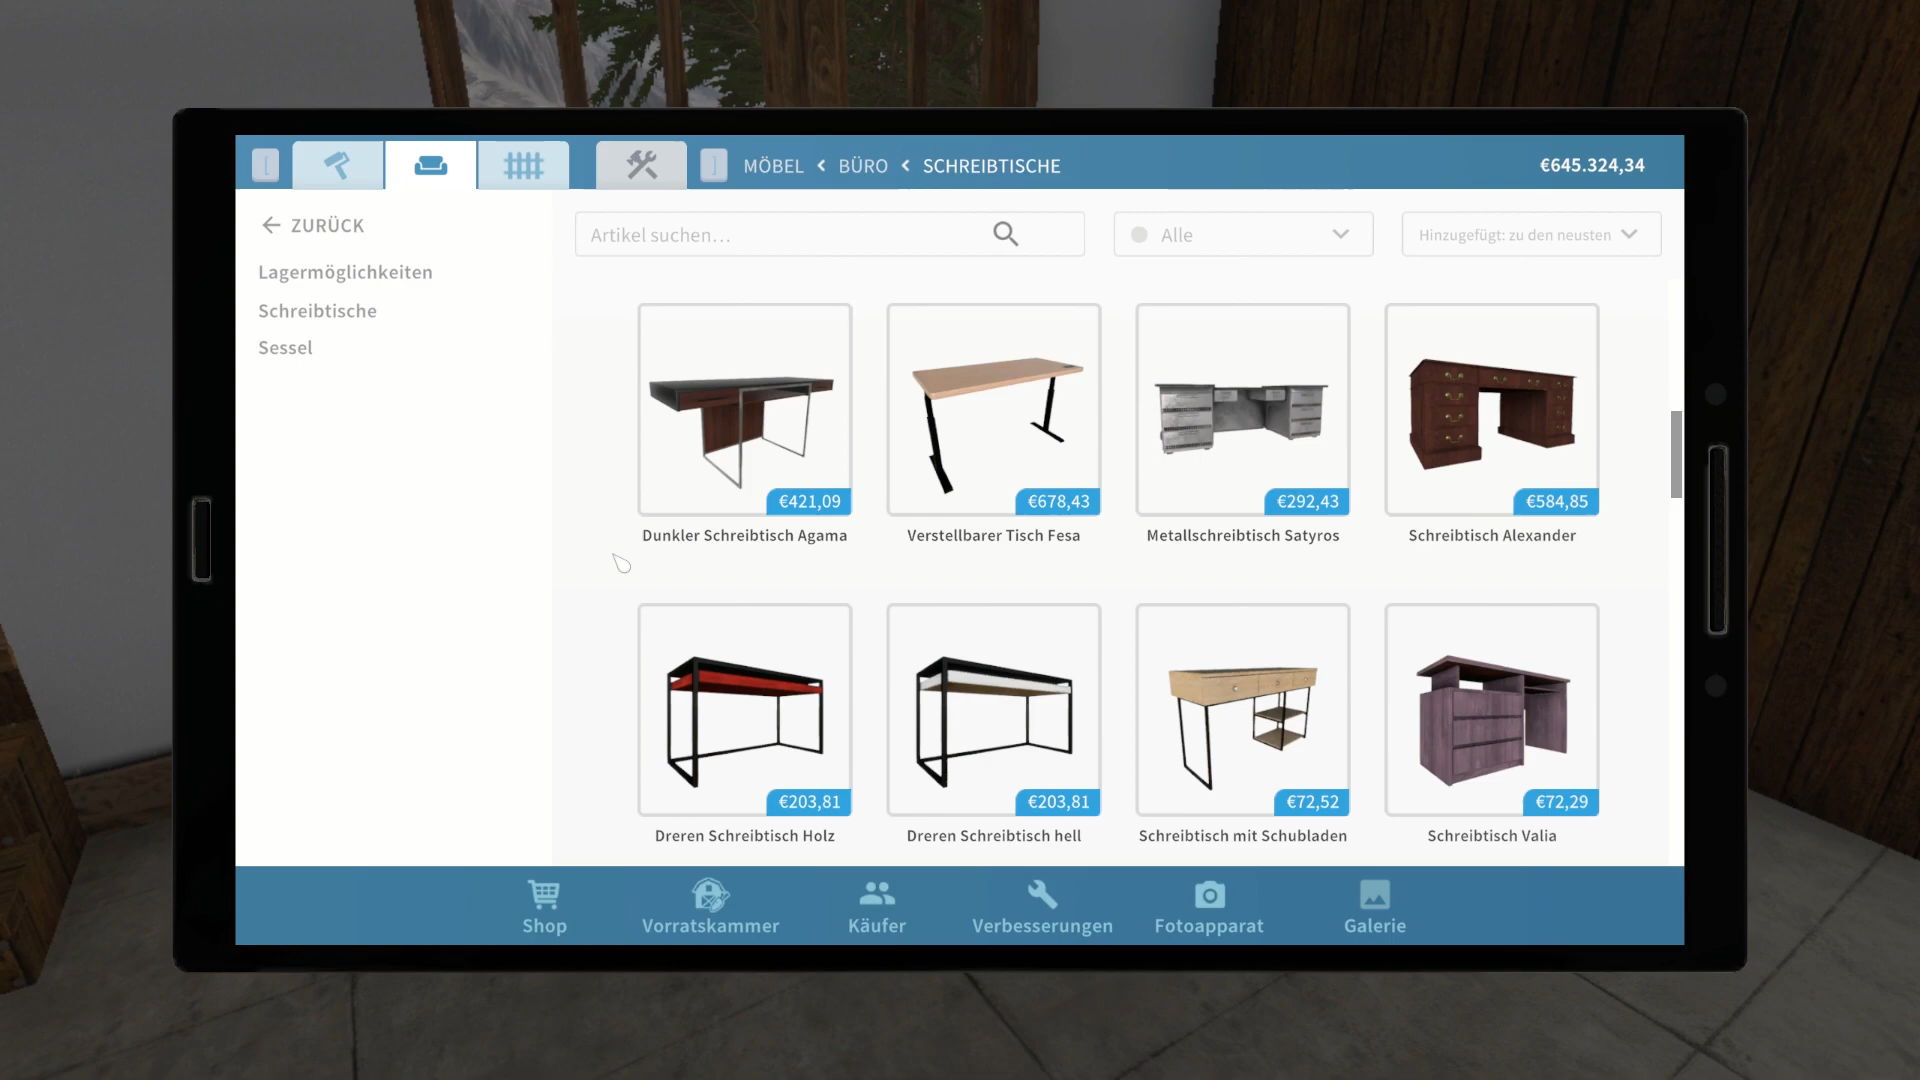 [
]
MÖBEL < BÜRO < SCHREIBTISCHE
€645.324,34
ZURÜCK
Lagermöglichkeiten
Schreibtische
Sessel
Artikel suchen...
Alle
Hinzugefügt: zu den neusten
€421,09
€678,43
€292,43
€584,85
Dunkler Schreibtisch Agama
Verstellbarer Tisch Fesa
Metallschreibtisch Satyros
Schreibtisch Alexander
€203,81
€203,81
€72,52
€72,29
Dreren Schreibtisch Holz
Dreren Schreibtisch hell
Schreibtisch mit Schubladen
Schreibtisch Valia
Shop
Vorratskammer
Käufer
Verbesserungen
Fotoapparat
Galerie